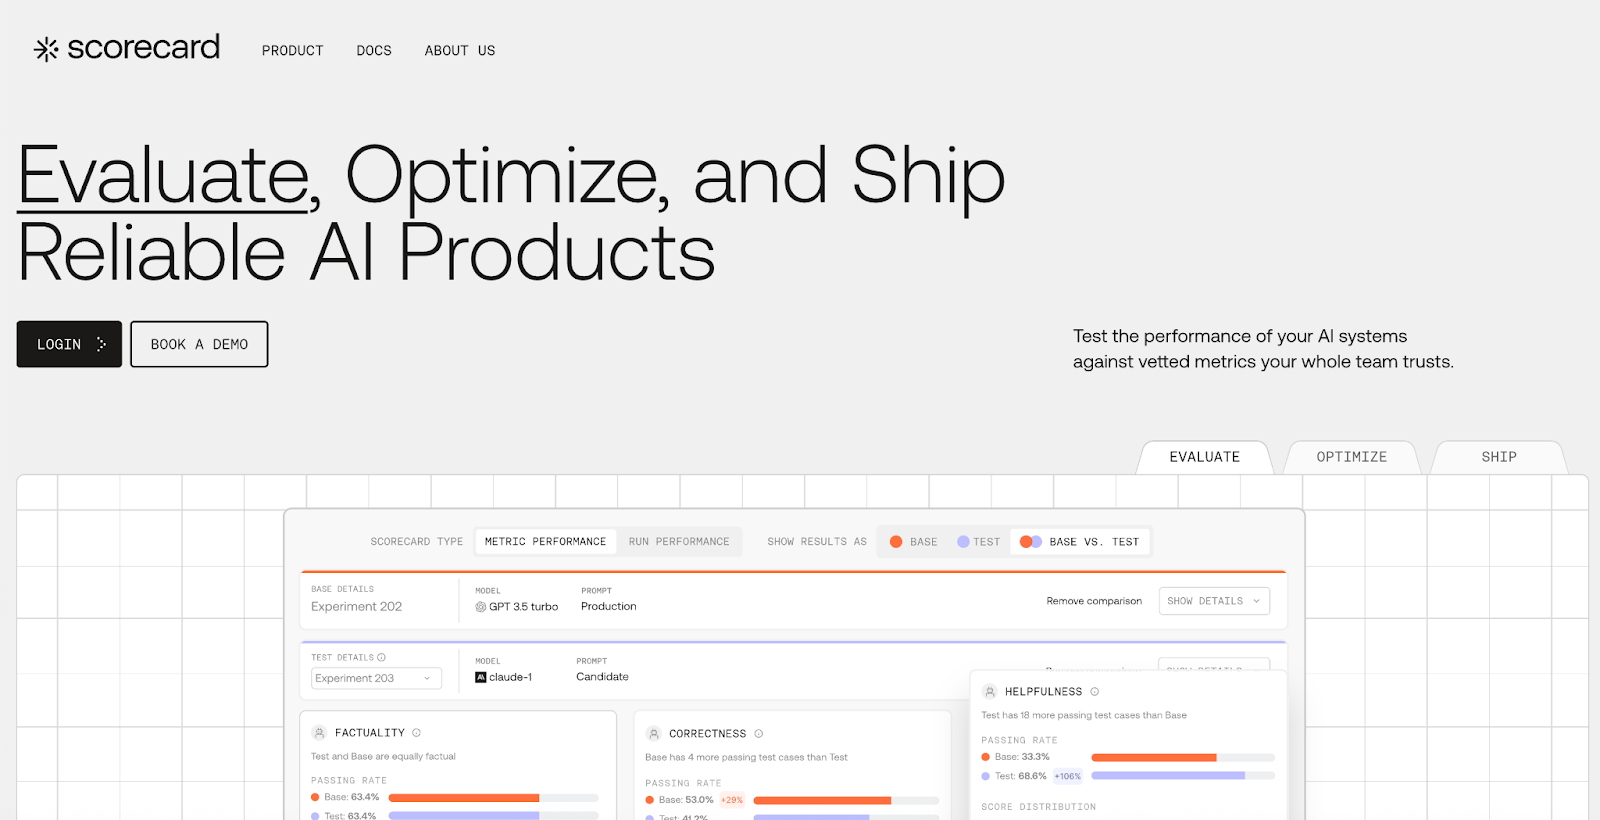 scorecard PRODUCT DOCS ABOUT US
Evaluate, Optimize, and Ship
Reliable AI Products
LOGIN BOOK A DEMO
Test the performance of your AI systems
against vetted metrics your whole team trusts.
EVALUATE OPTIMIZE SHIP
SCORECARD TYPE METRIC PERFORMANCE RUN PERFORMANCE SHOW RESULTS AS BASE TEST BASE VS. TEST
BASE DETAILS MODEL PROMPT
Experiment 202 GPT 3.5 turbo Production Remove comparison SHOW DETAILS
TEST DETAILS MODEL PROMPT
Experiment 203 claude-1 Candidate
HELPFULNESS
Test has 18 more passing test cases than Base
PASSING RATE
Base: 33.3%
Test: 68.6% +106%
SCORE DISTRIBUTION
FACTUALITY
Test and Base are equally factual
PASSING RATE
Base: 63.4%
Test: 63.4%
CORRECTNESS
Base has 4 more passing test cases than Test
PASSING RATE
Base: 53.0% +29%
Test: 41.2%